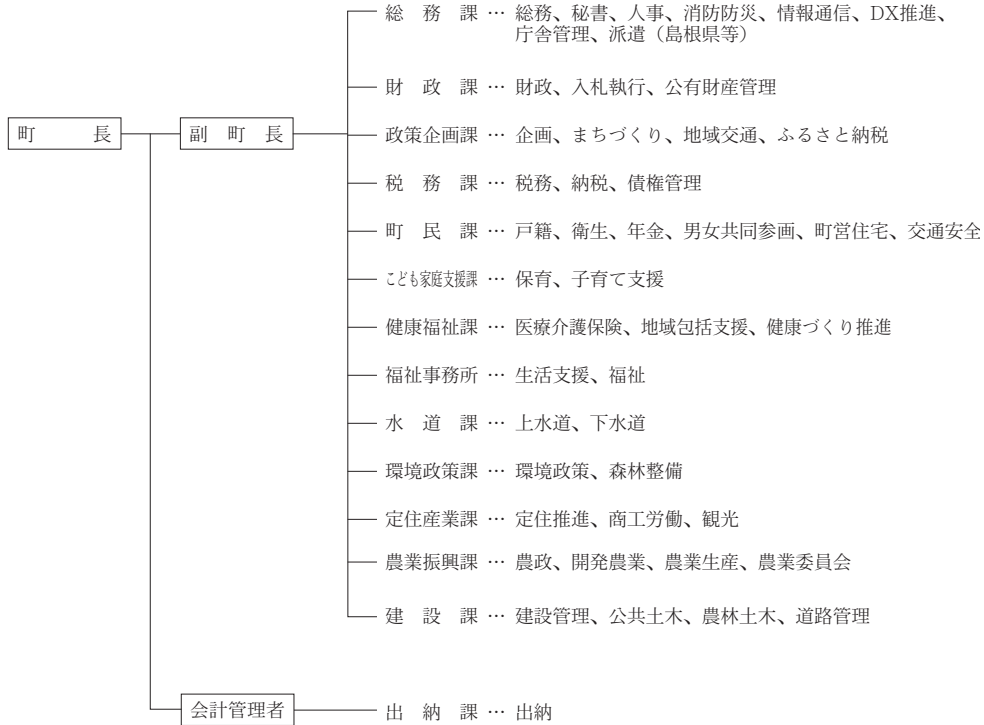 総　務　課 … 総務、秘書、人事、消防防災、情報通信、DX推進、
庁舎管理、派遣（島根県等）
財　政　課 … 財政、入札執行、公有財産管理
町　　　長
副　町　長
政策企画課 … 企画、まちづくり、地域交通、ふるさと納税
税　務　課 … 税務、納税、債権管理
町　民　課 … 戸籍、衛生、年金、男女共同参画、町営住宅、交通安全
こども家庭支援課 … 保育、子育て支援
健康福祉課 … 医療介護保険、地域包括支援、健康づくり推進
福祉事務所 … 生活支援、福祉
水　道　課 … 上水道、下水道
環境政策課 … 環境政策、森林整備
定住産業課 … 定住推進、商工労働、観光
農業振興課 … 農政、開発農業、農業生産、農業委員会
建　設　課 … 建設管理、公共土木、農林土木、道路管理
会計管理者
出　納　課 … 出納